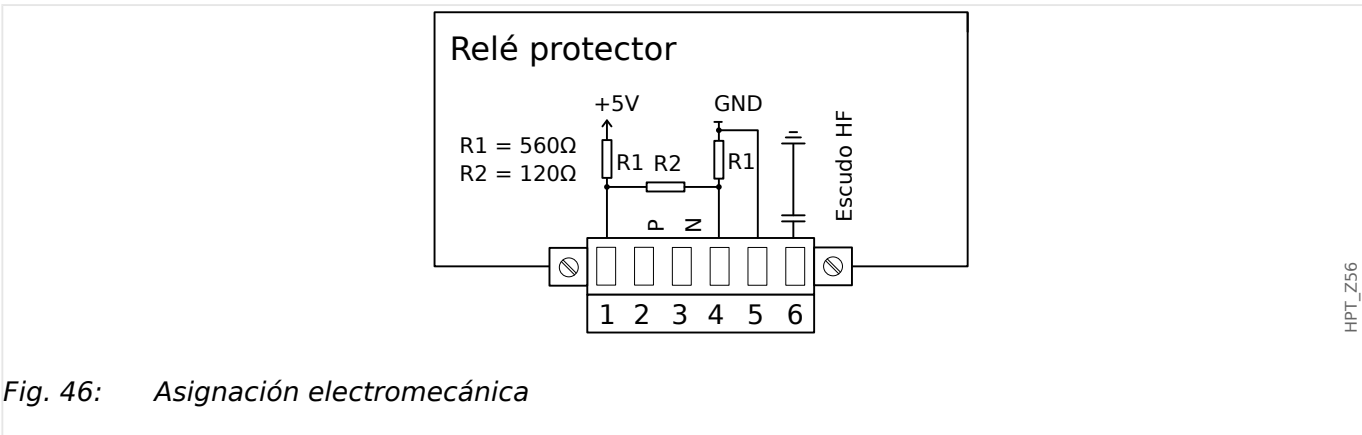 Relé protector
+5V GND
R1 = 560Ω
R2 = 120Ω
R1 R2 R1
Escudo HF
P N
1 2 3 4 5 6
HPT_Z56
Fig. 46: Asignación electromecánica